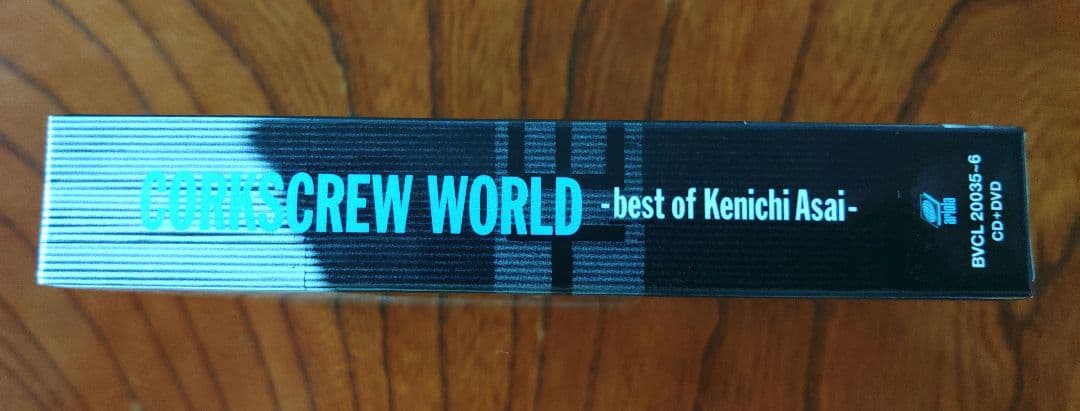 CORKSCREW WORLD -best of Kenichi Asai-
ariola
BVCL 20035~6
CD+DVD